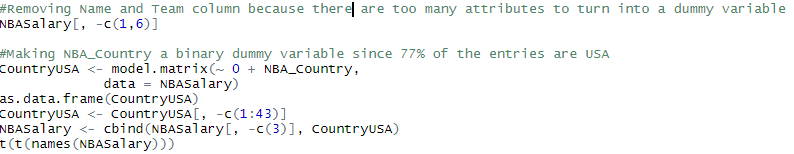 #Removing Name and Team column because there are too many attributes to turn into a dummy variable
NBASalary[, -c(1,6)]
#Making NBA_Country a binary dummy variable since 77% of the entries are USA
CountryUSA <- model.matrix(~ 0 + NBA_Country,
data = NBASalary)
as.data.frame(CountryUSA)
CountryUSA <- CountryUSA[, -c(1:43)]
NBASalary <- cbind(NBASalary[, -c(3)], CountryUSA)
t(t(names(NBASalary)))